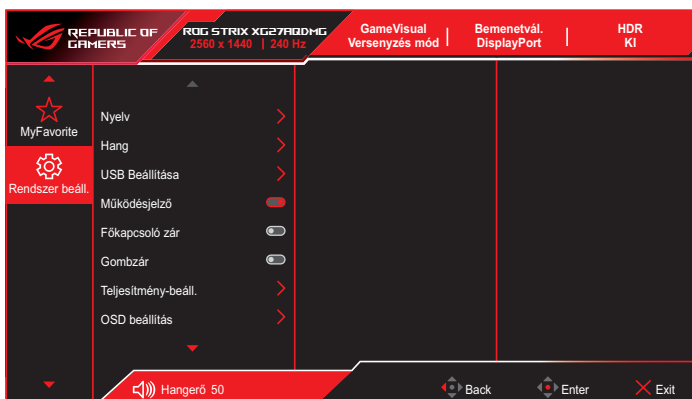 REPUBLIC OF
GAMERS
ROG STRIX XG27AQDMG
2560 x 1440 | 240 Hz
GameVisual
Versenyzés mód
Bemenetvál.
DisplayPort
HDR
KI
MyFavorite
Rendszer beáll.
Nyelv
Hang
USB Beállítása
Működésjelző
Főkapcsoló zár
Gombzár
Teljesítmény-beáll.
OSD beállítás
Hangerő 50
Back
Enter
Exit